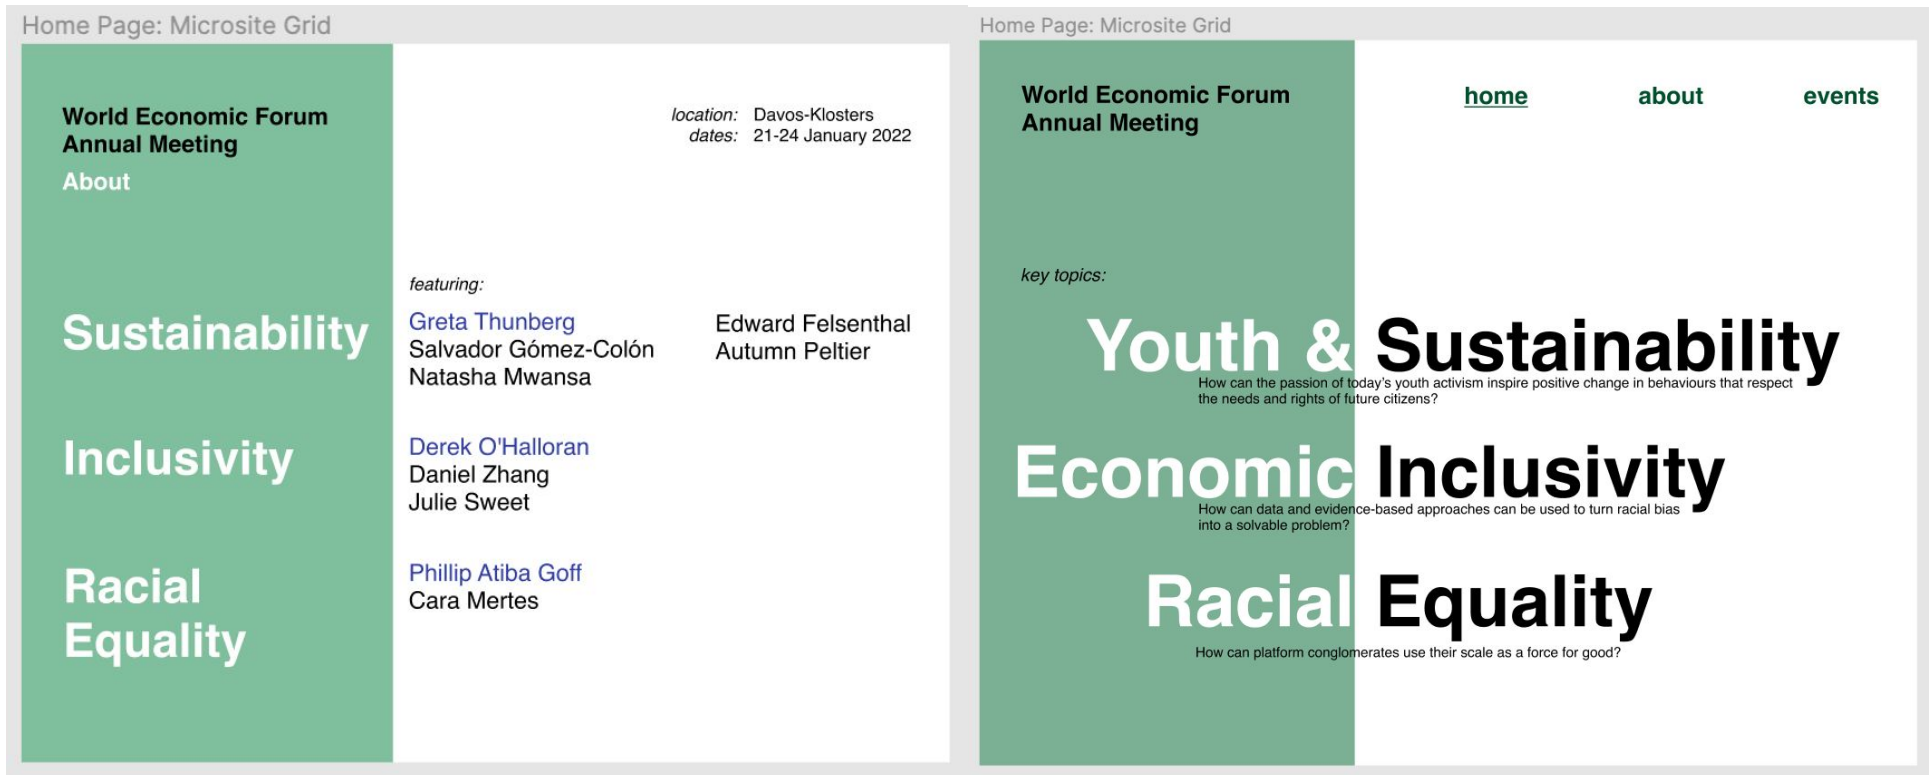 Home Page: Microsite Grid
World Economic Forum
Annual Meeting
About
location: Davos-Klosters
dates: 21-24 January 2022
featuring:
Sustainability
Greta Thunberg
Salvador Gómez-Colón
Natasha Mwansa
Edward Felsenthal
Autumn Peltier
Inclusivity
Derek O'Halloran
Daniel Zhang
Julie Sweet
Racial
Equality
Phillip Atiba Goff
Cara Mertes
Home Page: Microsite Grid
World Economic Forum
Annual Meeting
home about events
key topics:
Youth & Sustainability
How can the passion of today's youth activism inspire positive change in behaviours that respect
the needs and rights of future citizens?
Economic Inclusivity
How can data and evidence-based approaches can be used to turn racial bias
into a solvable problem?
Racial Equality
How can platform conglomerates use their scale as a force for good?